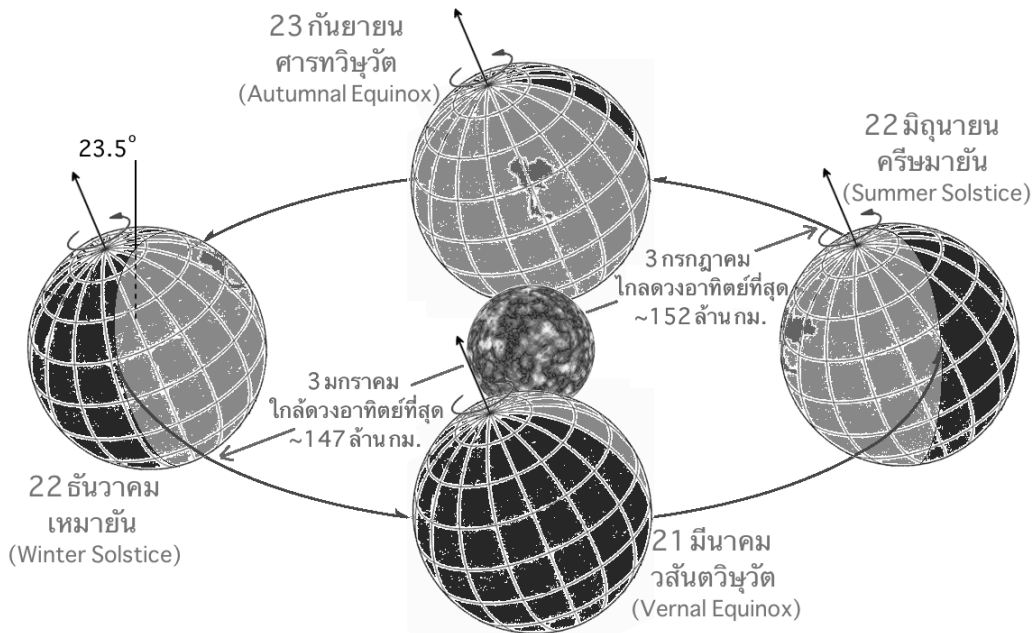 23 กันยายน
ศารทวิษุวัต
(Autumnal Equinox)
22 มิถุนายน
ครีษมายัน
(Summer Solstice)
23.5°
3 กรกฎาคม
ไกลดวงอาทิตย์ที่สุด
~152 ล้าน กม.
3 มกราคม
ใกล้ดวงอาทิตย์ที่สุด
~147 ล้าน กม.
22 ธันวาคม
เหมายัน
(Winter Solstice)
21 มีนาคม
วสันตวิษุวัต
(Vernal Equinox)